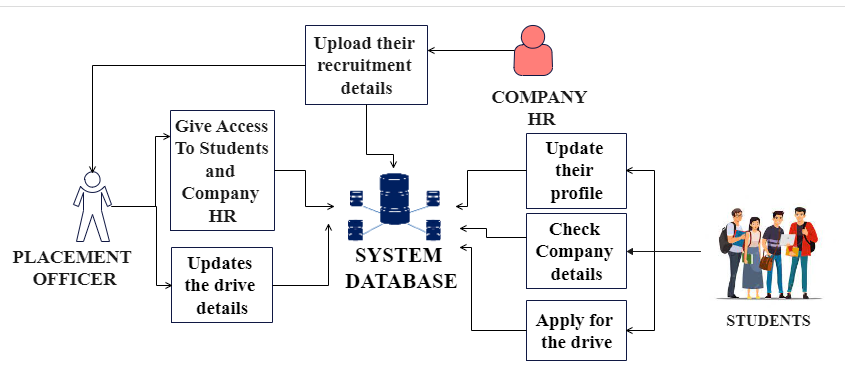 Upload their
recruitment
details
COMPANY
HR
Give Access
To Students
and
Company
HR
Update
their
profile
PLACEMENT
OFFICER
Updates
the drive
details
SYSTEM
DATABASE
Check
Company
details
Apply for
the drive
STUDENTS